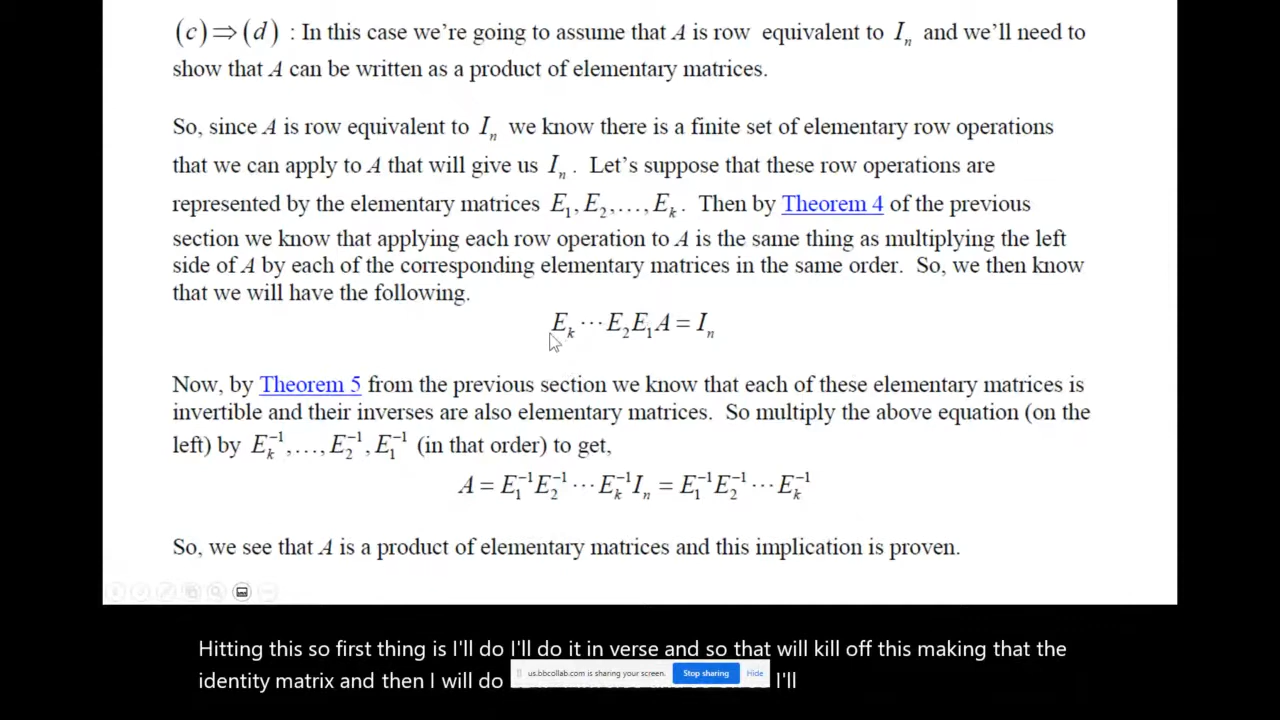 (c) ⇒ (d) : In this case we're going to assume that A is row equivalent to Iₙ and we'll need to
show that A can be written as a product of elementary matrices.
So, since A is row equivalent to Iₙ we know there is a finite set of elementary row operations
that we can apply to A that will give us Iₙ. Let's suppose that these row operations are
represented by the elementary matrices E₁, E₂, …, Eₖ. Then by Theorem 4 of the previous
section we know that applying each row operation to A is the same thing as multiplying the left
side of A by each of the corresponding elementary matrices in the same order. So, we then know
that we will have the following.
Eₖ ⋯ E₂E₁A = Iₙ
Now, by Theorem 5 from the previous section we know that each of these elementary matrices is
invertible and their inverses are also elementary matrices. So multiply the above equation (on the
left) by Eₖ⁻¹, …, E₂⁻¹, E₁⁻¹ (in that order) to get,
A = E₁⁻¹E₂⁻¹ ⋯ Eₖ⁻¹Iₙ = E₁⁻¹E₂⁻¹ ⋯ Eₖ⁻¹
So, we see that A is a product of elementary matrices and this implication is proven.
Hitting this so first thing is I'll do I'll do it in verse and so that will kill off this making that the
identity matrix and then I will do I'll
us.bbcollab.com is sharing your screen. Stop sharing Hide